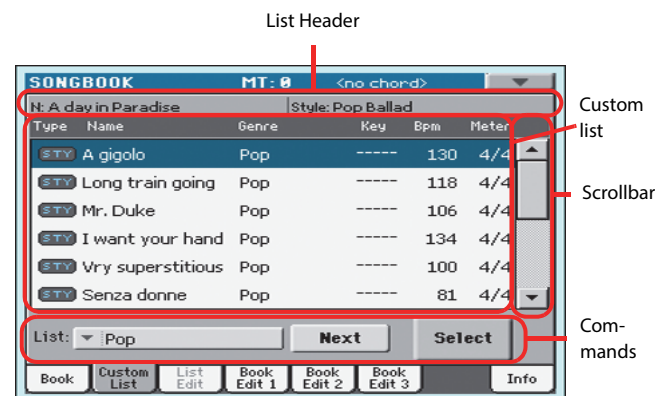 List Header
SONGBOOK MT: 0 <no chord>
N: A day in Paradise Style: Pop Ballad
Custom list
Type Name Genre Key Bpm Meter
STY A gigolo Pop ----- 130 4/4
STY Long train going Pop ----- 118 4/4
Scrollbar
STY Mr. Duke Pop ----- 106 4/4
STY I want your hand Pop ----- 134 4/4
STY Vry superstitious Pop ----- 100 4/4
STY Senza donne Pop ----- 81 4/4
List: Pop Next Select
Com-
mands
Book Custom List List Edit Book Edit 1 Book Edit 2 Book Edit 3 Info